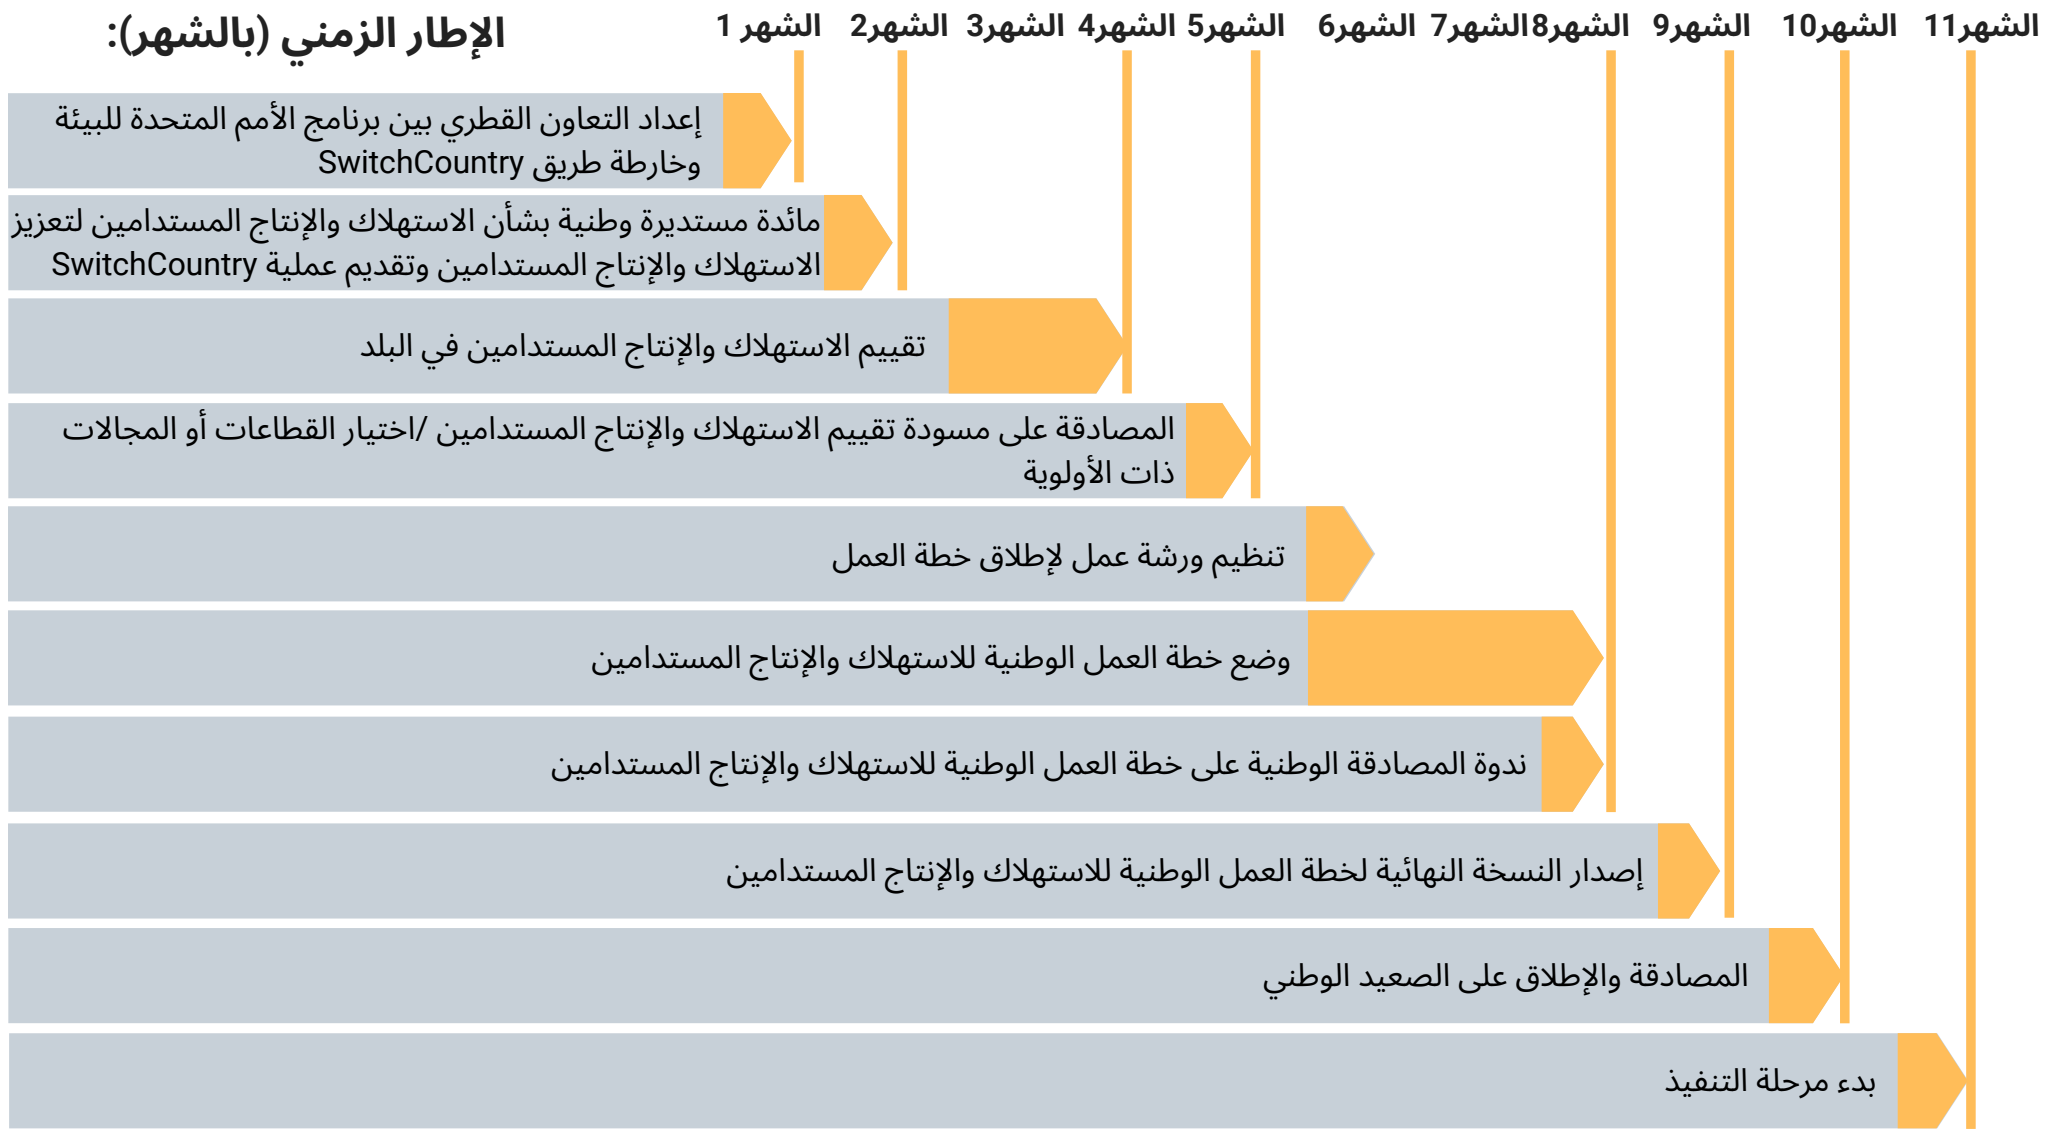 الإطار الزمني (بالشهر):
الشهر 1
الشهر2
الشهر3
الشهر4
الشهر5
الشهر6
الشهر7
الشهر8
الشهر9
الشهر10
الشهر11
إعداد التعاون القطري بين برنامج الأمم المتحدة للبيئة
وخارطة طريق SwitchCountry
مائدة مستديرة وطنية بشأن الاستهلاك والإنتاج المستدامين لتعزيز
الاستهلاك والإنتاج المستدامين وتقديم عملية SwitchCountry
تقييم الاستهلاك والإنتاج المستدامين في البلد
المصادقة على مسودة تقييم الاستهلاك والإنتاج المستدامين /اختيار القطاعات أو المجالات
ذات الأولوية
تنظيم ورشة عمل لإطلاق خطة العمل
وضع خطة العمل الوطنية للاستهلاك والإنتاج المستدامين
ندوة المصادقة الوطنية على خطة العمل الوطنية للاستهلاك والإنتاج المستدامين
إصدار النسخة النهائية لخطة العمل الوطنية للاستهلاك والإنتاج المستدامين
المصادقة والإطلاق على الصعيد الوطني
بدء مرحلة التنفيذ